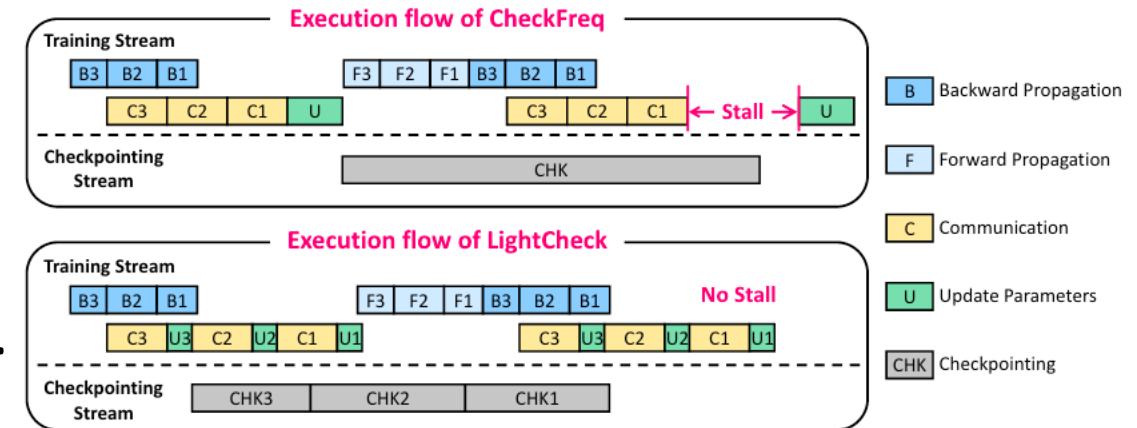 Execution flow of CheckFreq
Training Stream
B3 B2 B1 F3 F2 F1 B3 B2 B1
C3 C2 C1 U C3 C2 C1 Stall U
Checkpointing
Stream
CHK
Execution flow of LightCheck
Training Stream
B3 B2 B1 F3 F2 F1 B3 B2 B1 No Stall
C3 U3 C2 U2 C1 U1 C3 U3 C2 U2 C1 U1
Checkpointing
Stream
CHK3 CHK2 CHK1
B Backward Propagation
F Forward Propagation
C Communication
U Update Parameters
CHK Checkpointing